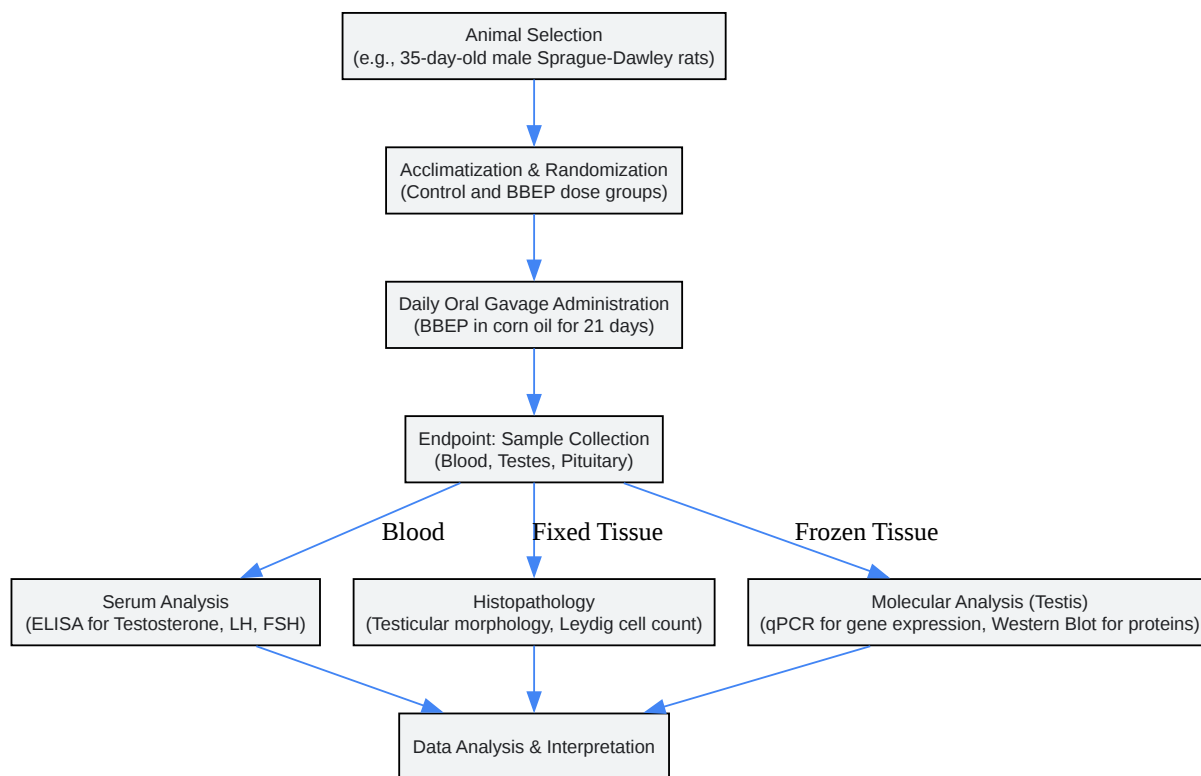 Animal Selection
(e.g., 35-day-old male Sprague-Dawley rats)
Acclimatization & Randomization
(Control and BBEP dose groups)
Daily Oral Gavage Administration
(BBEP in corn oil for 21 days)
Endpoint: Sample Collection
(Blood, Testes, Pituitary)
Blood
Fixed Tissue
Frozen Tissue
Serum Analysis
(ELISA for Testosterone, LH, FSH)
Histopathology
(Testicular morphology, Leydig cell count)
Molecular Analysis (Testis)
(qPCR for gene expression, Western Blot for proteins)
Data Analysis & Interpretation